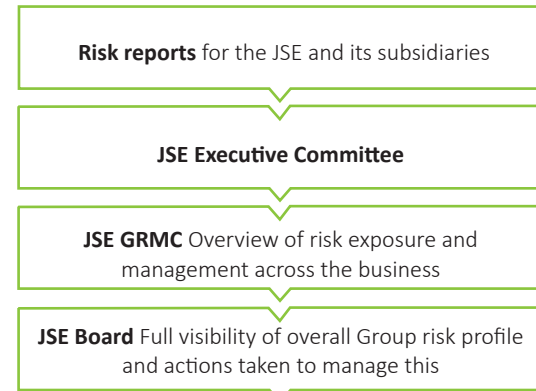 Risk reports for the JSE and its subsidiaries
JSE Executive Committee
JSE GRMC Overview of risk exposure and
management across the business
JSE Board Full visibility of overall Group risk profile
and actions taken to manage this